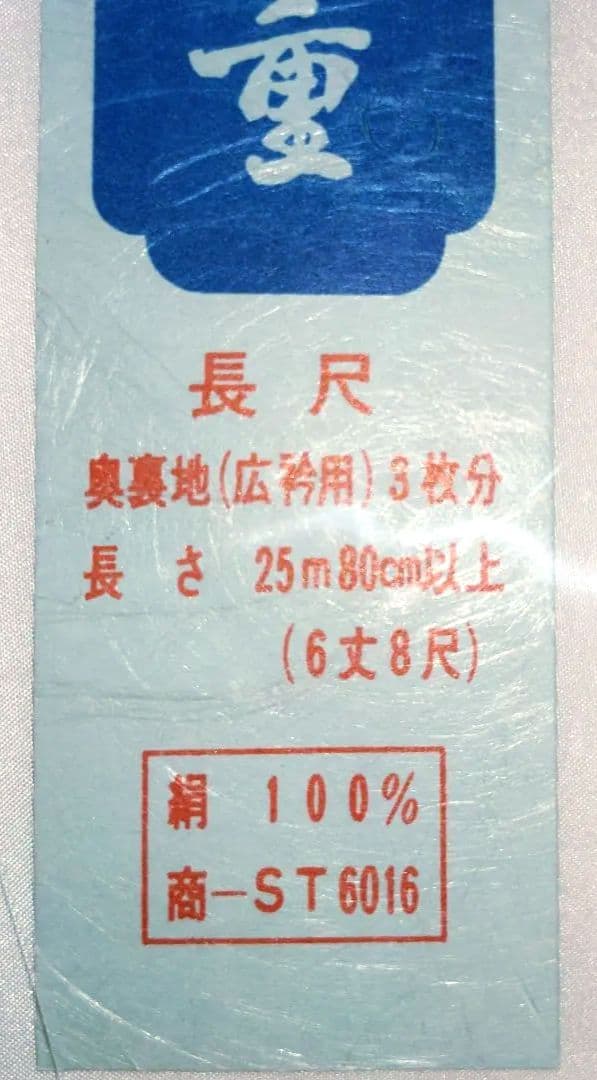 重
長尺
奥裏地(広衿用)3枚分
長さ 25m80cm以上
(6丈8尺)
絹 100%
商-ST6016